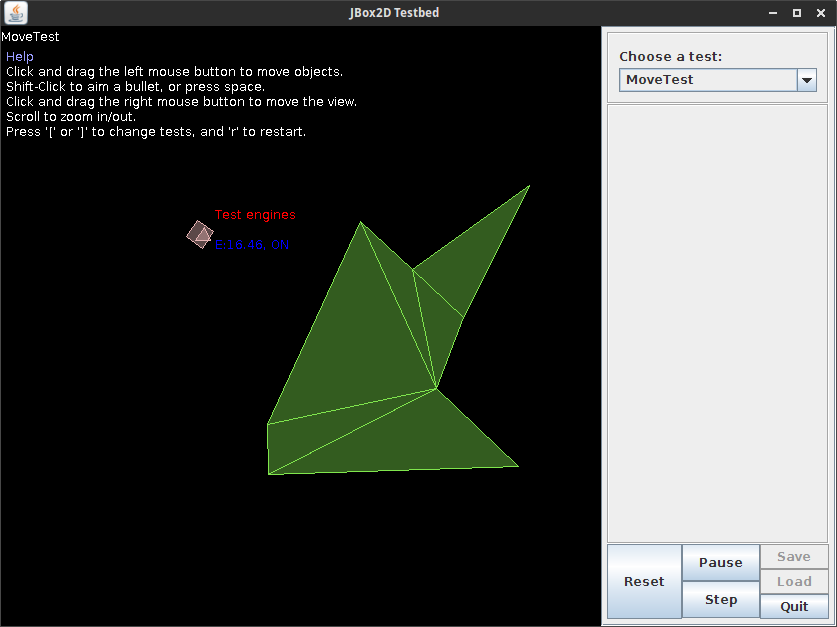 JBox2D Testbed
MoveTest
Help
Click and drag the left mouse button to move objects.
Shift-Click to aim a bullet, or press space.
Click and drag the right mouse button to move the view.
Scroll to zoom in/out.
Press '[' or ']' to change tests, and 'r' to restart.
Test engines
E:16.46. ON
Choose a test:
MoveTest
Reset
Pause
Step
Save
Load
Quit